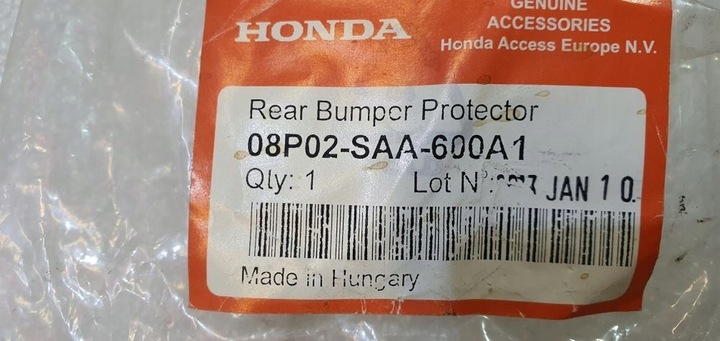 HONDA
GENUINE
ACCESSORIES
Honda Access Europe N.V.
Rear Bumper Protector
08P02-SAA-600A1
Qty: 1 Lot N°: JAN 10
Made in Hungary